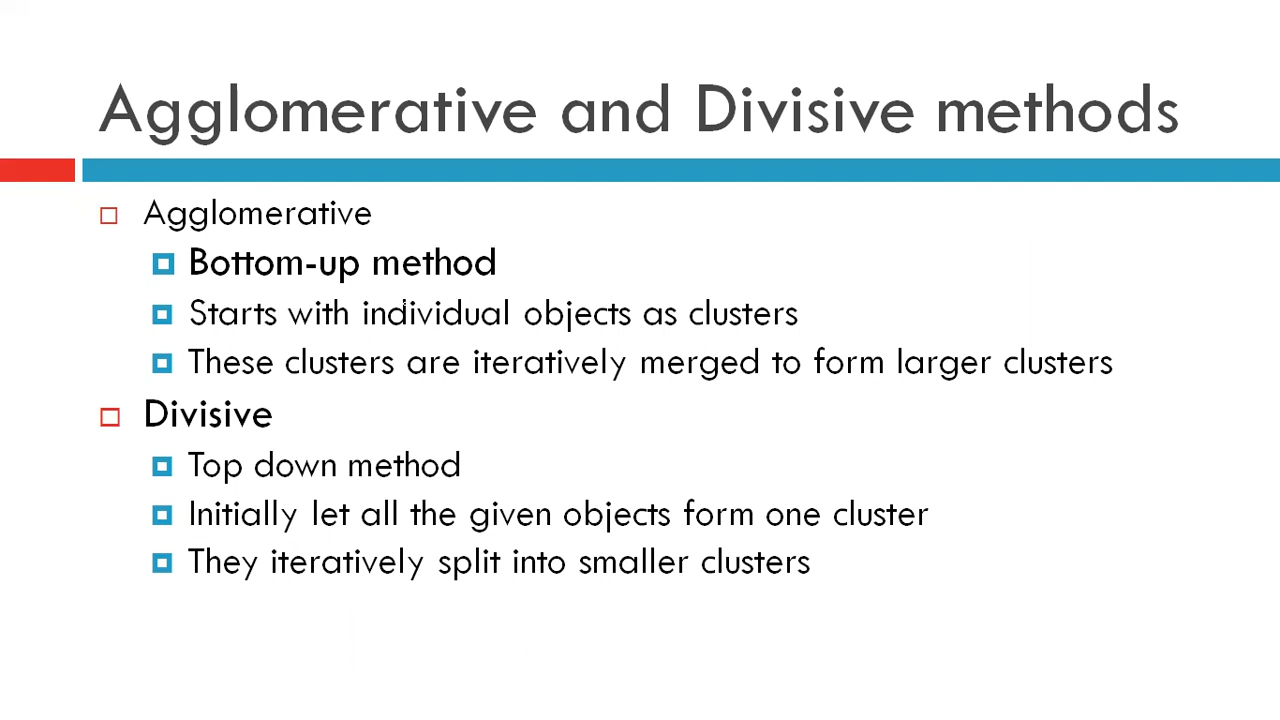 Agglomerative and Divisive methods
Agglomerative
Bottom-up method
Starts with individual objects as clusters
These clusters are iteratively merged to form larger clusters
Divisive
Top down method
Initially let all the given objects form one cluster
They iteratively split into smaller clusters